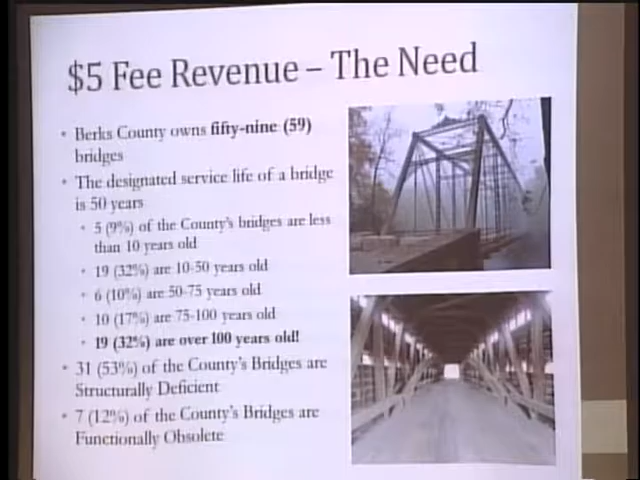 $5 Fee Revenue – The Need
• Berks County owns fifty-nine (59)
bridges
• The designated service life of a bridge
is 50 years
• 5 (9%) of the County's bridges are less
than 10 years old
• 19 (32%) are 10-50 years old
• 6 (10%) are 50-75 years old
• 10 (17%) are 75-100 years old
• 19 (32%) are over 100 years old!
• 31 (53%) of the County's Bridges are
Structurally Deficient
• 7 (12%) of the County's Bridges are
Functionally Obsolete